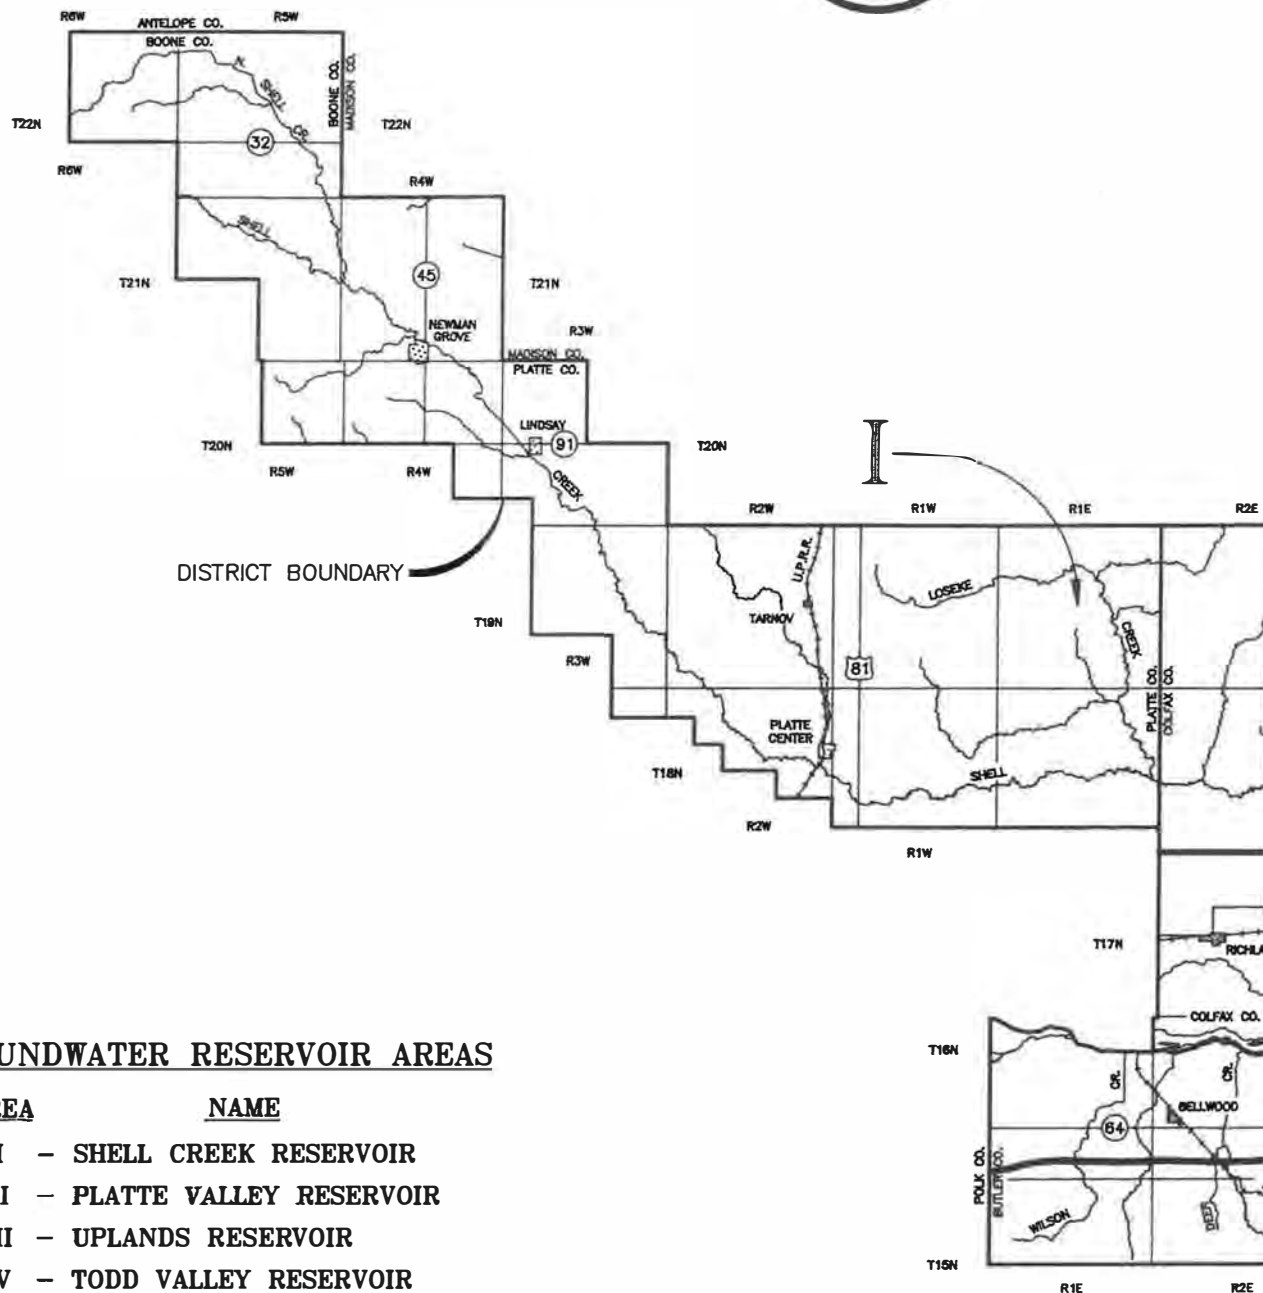 R6W
ANTELOPE CO.
R5W
BOONE CO.
BOONE CO.
MADISON CO.
N.
SHELL
CR.
T22N
32
T22N
R6W
R4W
SHELL
T21N
45
T21N
NEWMAN
GROVE
R3W
MADISON CO.
PLATTE CO.
LINDSAY
91
T20N
R5W
R4W
T20N
CREEK
I
R2W
R1W
R1E
R2E
DISTRICT BOUNDARY
U.P.R.R.
LOSEKE
CREEK
TARNOV
T19N
R3W
81
PLATTE CO.
COLFAX CO.
PLATTE
CENTER
T18N
SHELL
R2W
R1W
T17N
RICHLA
COLFAX CO.
T16N
CR.
CR.
BELLWOOD
64
POLK CO.
BUTLER CO.
WILSON
DEEP
T15N
R1E
R2E
UNDWATER RESERVOIR AREAS
REA NAME
I – SHELL CREEK RESERVOIR
I – PLATTE VALLEY RESERVOIR
II – UPLANDS RESERVOIR
V – TODD VALLEY RESERVOIR